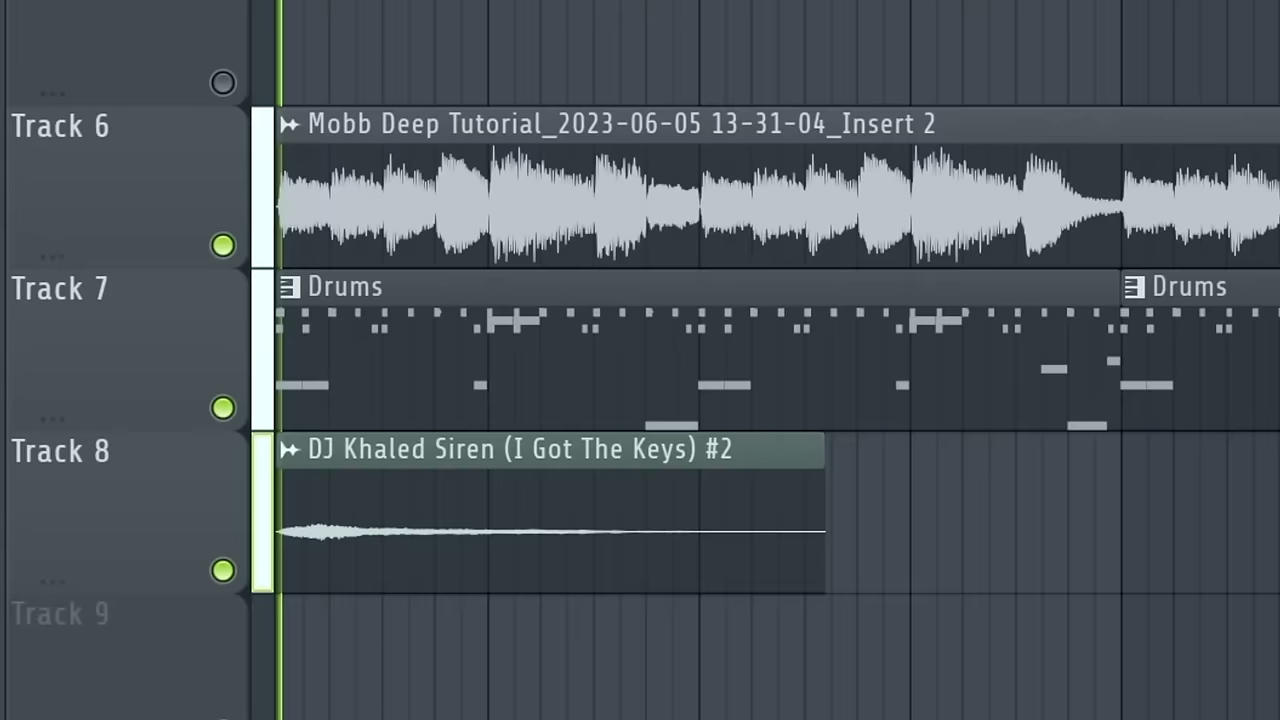 Track 6
Mobb Deep Tutorial_2023-06-05 13-31-04_Insert 2
Track 7
Drums
Drums
Track 8
DJ Khaled Siren (I Got The Keys) #2
Track 9